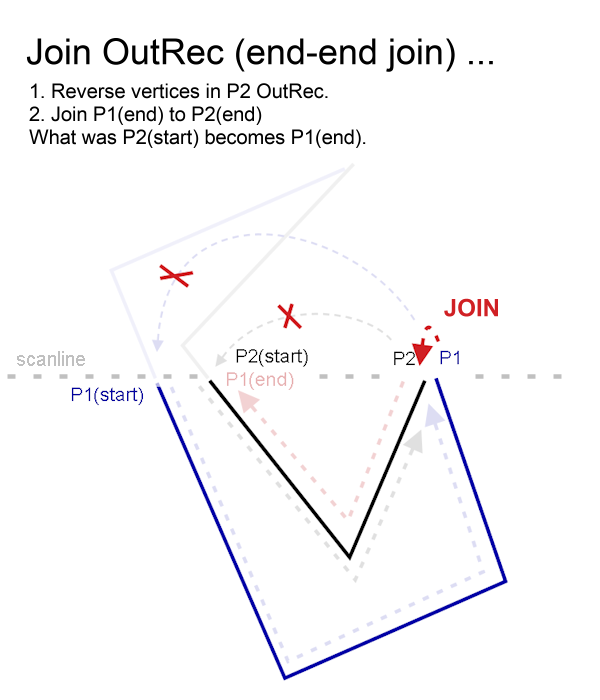 Join OutRec (end-end join) ...
1. Reverse vertices in P2 OutRec.
2. Join P1(end) to P2(end)
What was P2(start) becomes P1(end).
JOIN
scanline
P2(start)
P2
P1
P1(end)
P1(start)